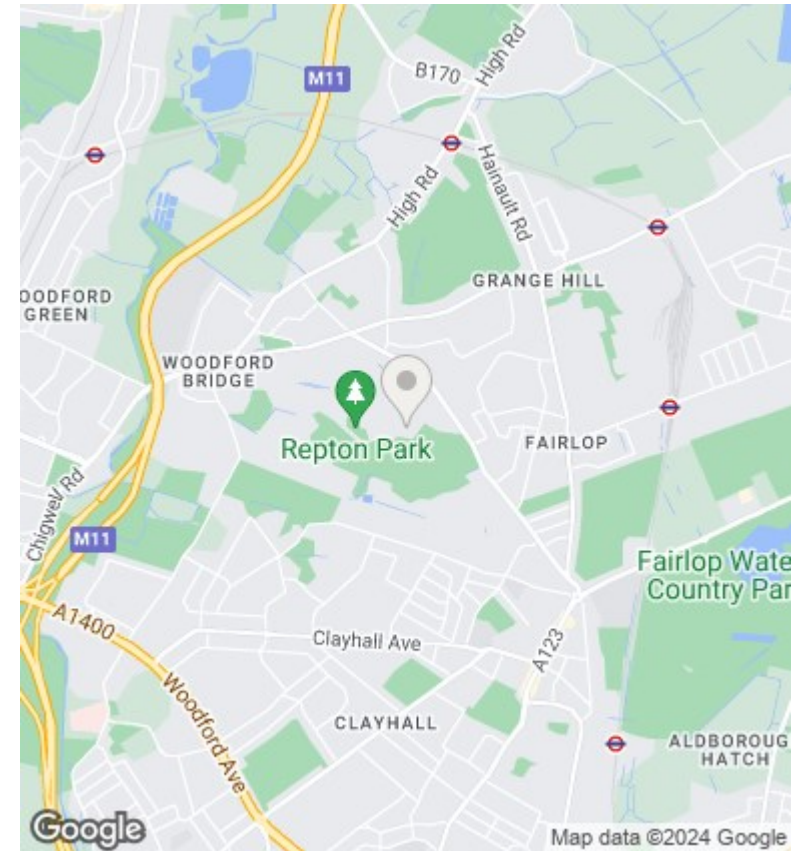 B170
High Rd
M11
High Rd
Hainault Rd
GRANGE HILL
OODFORD
GREEN
WOODFORD
BRIDGE
Repton Park
FAIRLOP
Chigwell Rd
M11
Fairlop Wate
Country Par
A1400
Clayhall Ave
A123
Woodford Ave
CLAYHALL
ALDBOROUG
HATCH
Google
Map data ©2024 Google